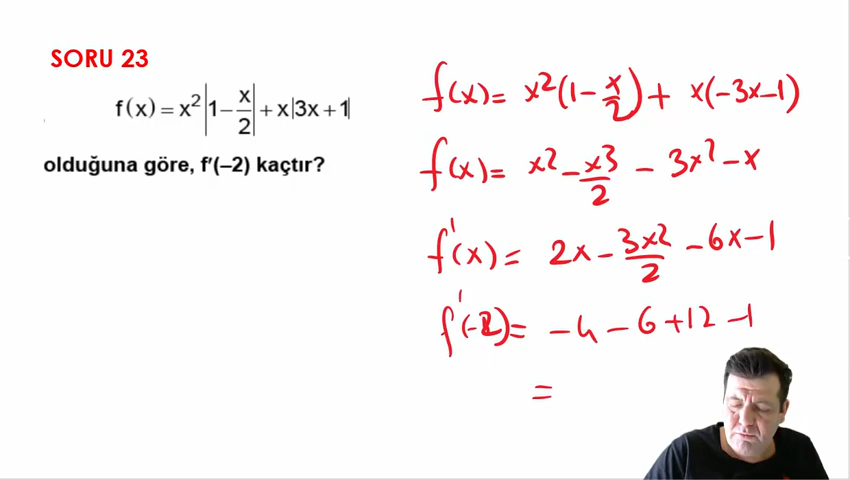 SORU 23
f(x) = x²|1 - x/2| + x|3x + 1|
olduğuna göre, f'(–2) kaçtır?
f(x) = x²(1 - x/2) + x(-3x-1)
f(x) = x² - x³/2 - 3x² - x
f'(x) = 2x - 3x²/2 - 6x - 1
f'(-2) = -4 - 6 + 12 - 1
=